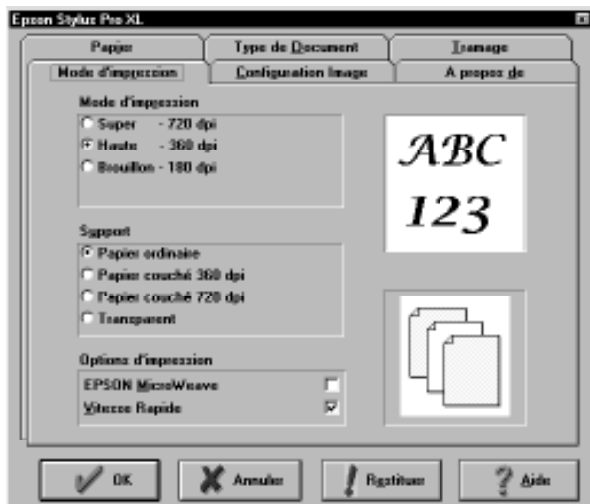 Epson Stylus Pro XL
Papier Type de Document Tramage
Mode d'impression Configuration Image A propos de
Mode d'impression
Super - 720 dpi
Haute - 360 dpi
Brouillon - 180 dpi
ABC
123
Support
Papier ordinaire
Papier couché 360 dpi
Papier couché 720 dpi
Transparent
Options d'impression
EPSON MicroWeave
Vitesse Rapide
OK Annuler Restituer Aide